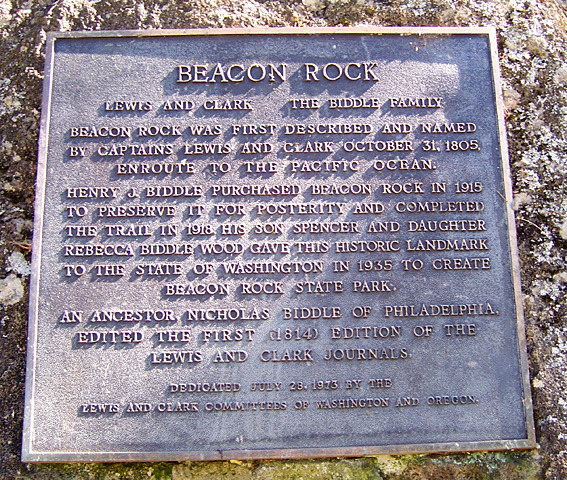 BEACON ROCK
LEWIS AND CLARK THE BIDDLE FAMILY
BEACON ROCK WAS FIRST DESCRIBED AND NAMED
BY CAPTAINS LEWIS AND CLARK OCTOBER 31, 1805,
ENROUTE TO THE PACIFIC OCEAN.
HENRY J. BIDDLE PURCHASED BEACON ROCK IN 1915
TO PRESERVE IT FOR POSTERITY AND COMPLETED
THE TRAIL IN 1918. HIS SON SPENCER AND DAUGHTER
REBECCA BIDDLE WOOD GAVE THIS HISTORIC LANDMARK
TO THE STATE OF WASHINGTON IN 1935 TO CREATE
BEACON ROCK STATE PARK.
AN ANCESTOR, NICHOLAS BIDDLE OF PHILADELPHIA,
EDITED THE FIRST (1814) EDITION OF THE
LEWIS AND CLARK JOURNALS.
DEDICATED JULY 28, 1973 BY THE
LEWIS AND CLARK COMMITTEES OF WASHINGTON AND OREGON.